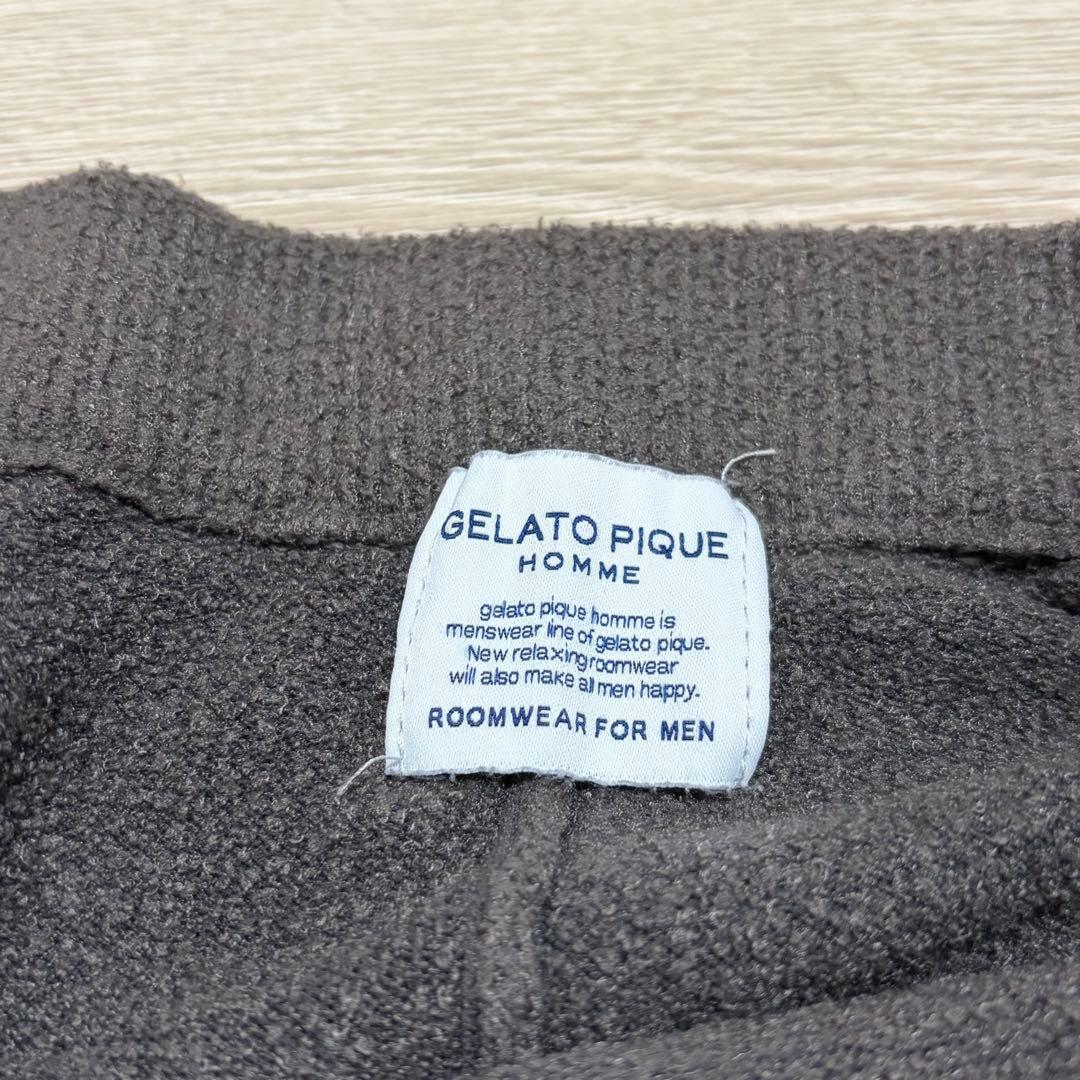 GELATO PIQUE
HOMME
gelato pique homme is
menswear line of gelato pique.
New relaxing roomwear
will also make all men happy.
ROOMWEAR FOR MEN